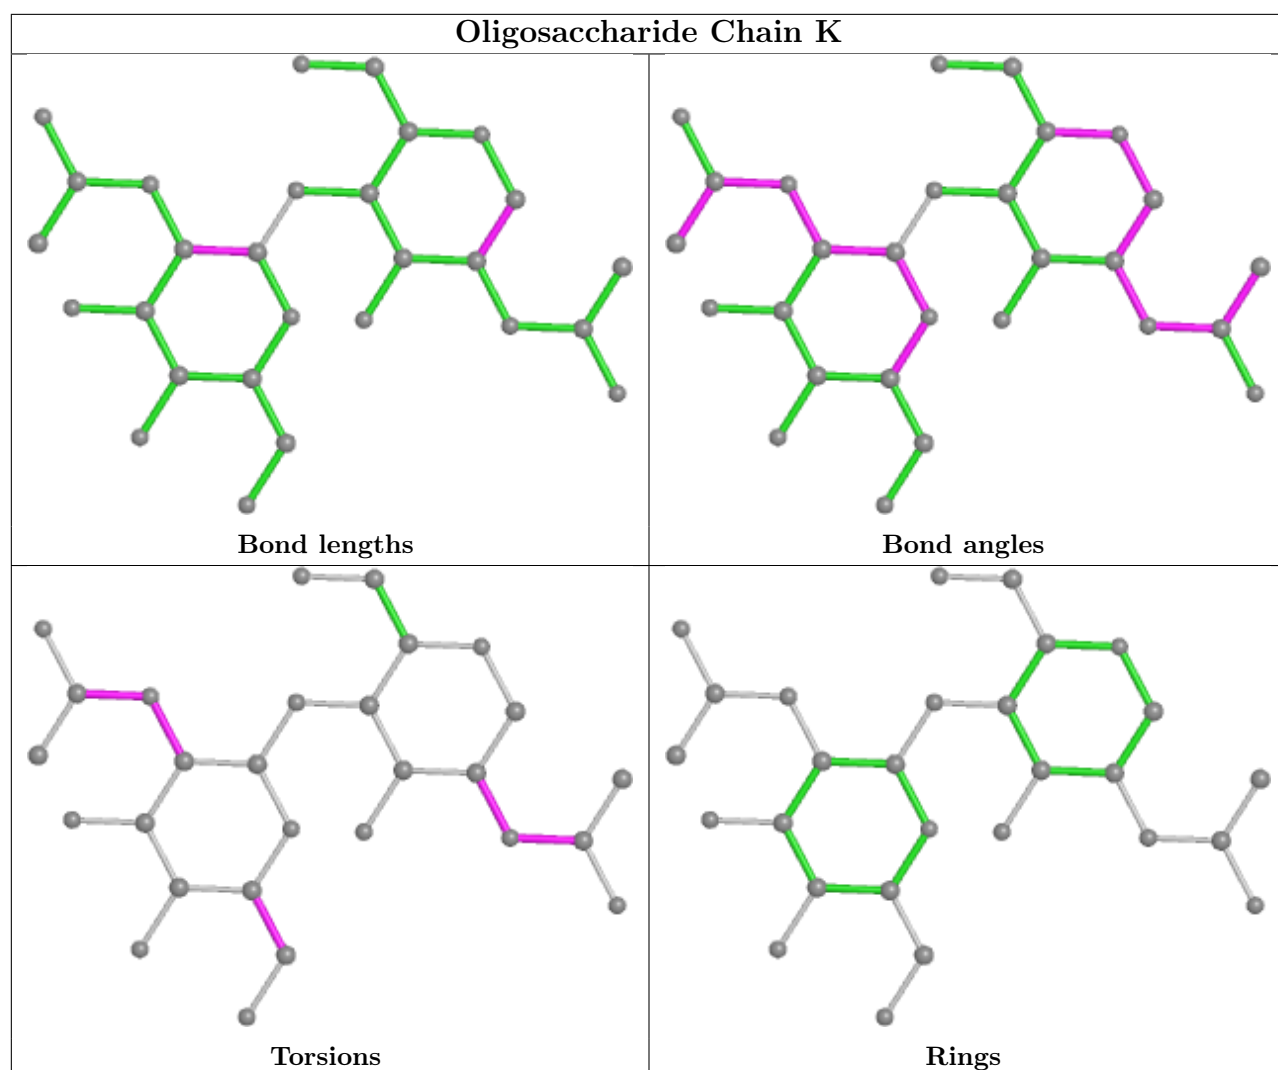 Oligosaccharide Chain K
Bond lengths
Bond angles
Torsions
Rings